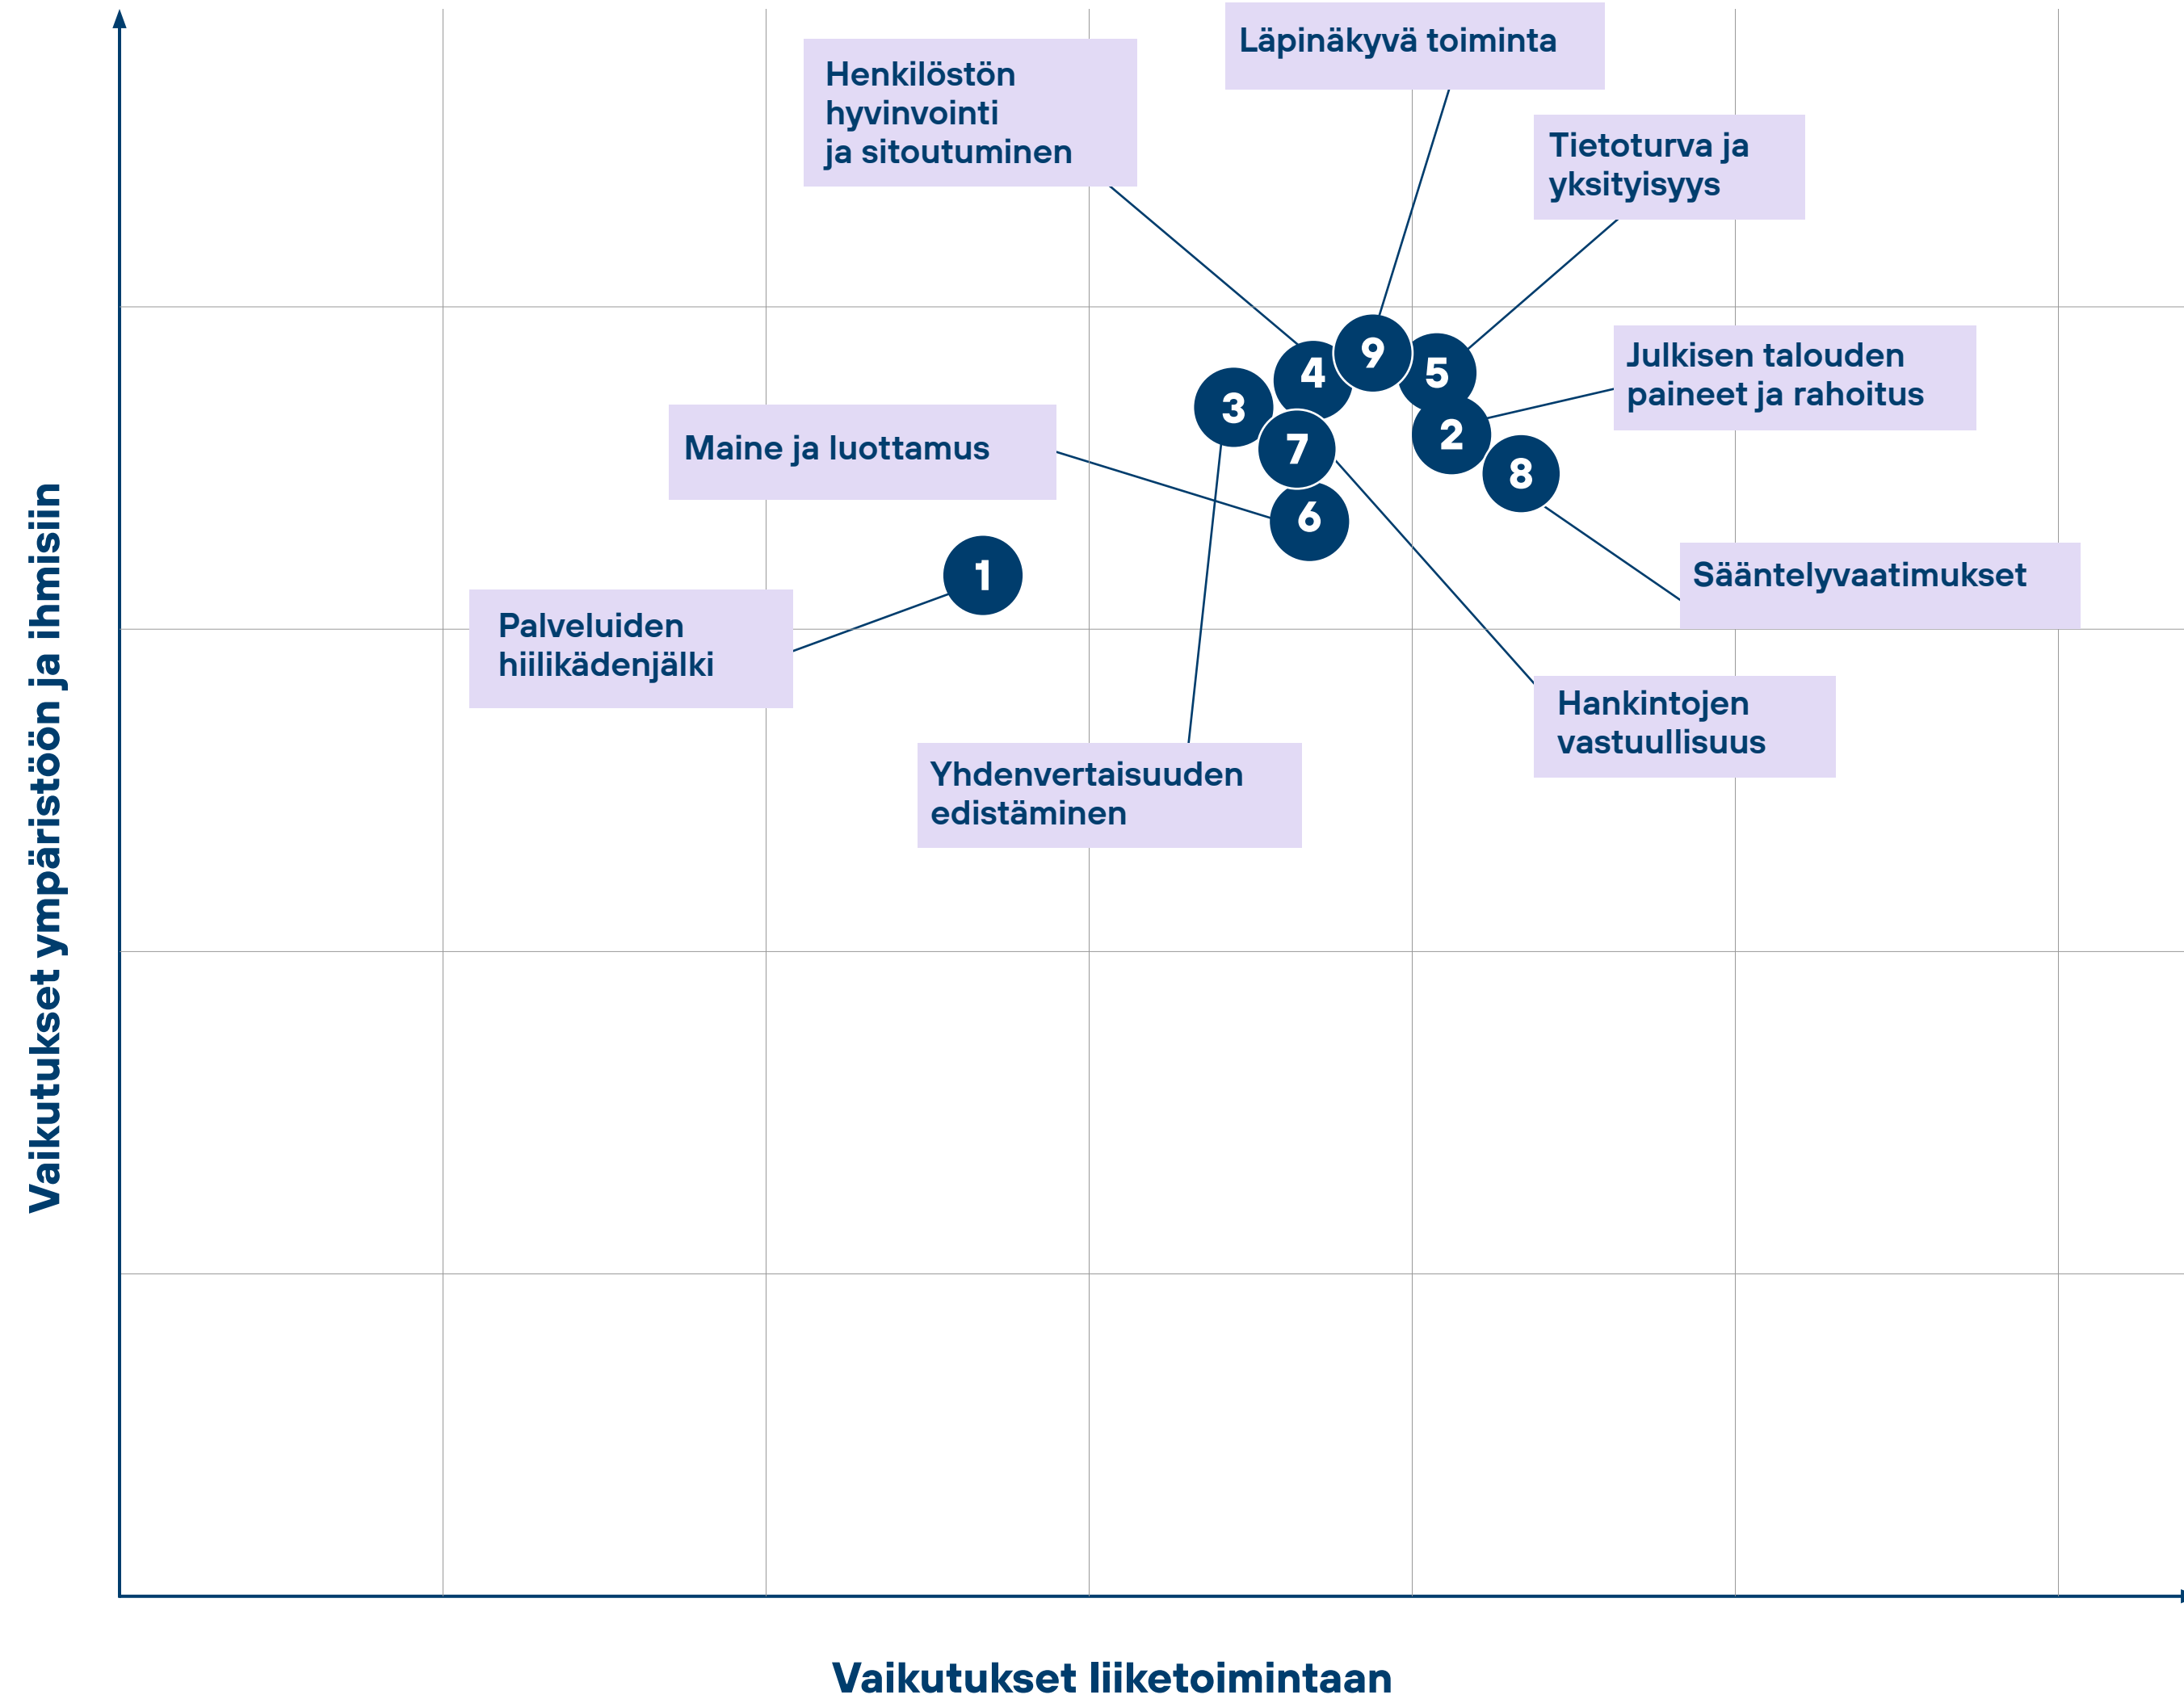 Läpinäkyvä toiminta
Henkilöstön
hyvinvointi
ja sitoutuminen
Tietoturva ja
yksityisyys
Julkisen talouden
paineet ja rahoitus
9
4
5
3
2
7
8
6
1
Maine ja luottamus
Sääntelyvaatimukset
Palveluiden
hiilikädenjälki
Hankintojen
vastuullisuus
Yhdenvertaisuuden
edistäminen
Vaikutukset ympäristöön ja ihmisiin
Vaikutukset liiketoimintaan